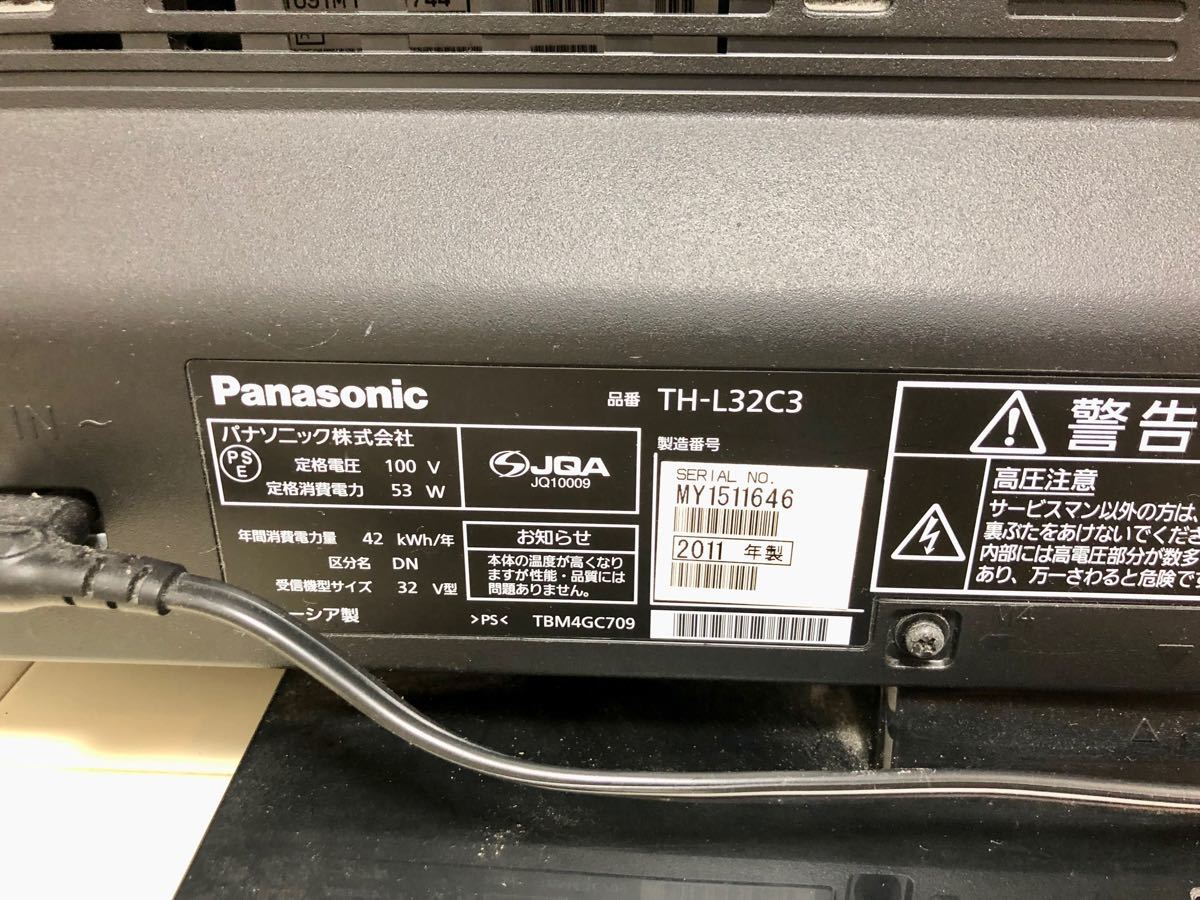 744
IN ~
Panasonic
品番 TH-L32C3
パナソニック株式会社
PS
E
定格電圧 100 V
定格消費電力 53 W
JQA
JQ10009
年間消費電力量 42 kWh/年
区分名 DN
受信機型サイズ 32 V型
ーシア製
お知らせ
本体の温度が高くなり
ますが性能・品質には
問題ありません。
>PS< TBM4GC709
製造番号
SERIAL NO.
MY1511646
2011 年製
警告
高圧注意
サービスマン以外の方は、
裏ぶたをあけないでくださ
内部には高電圧部分が数多
あり、万一さわると危険で